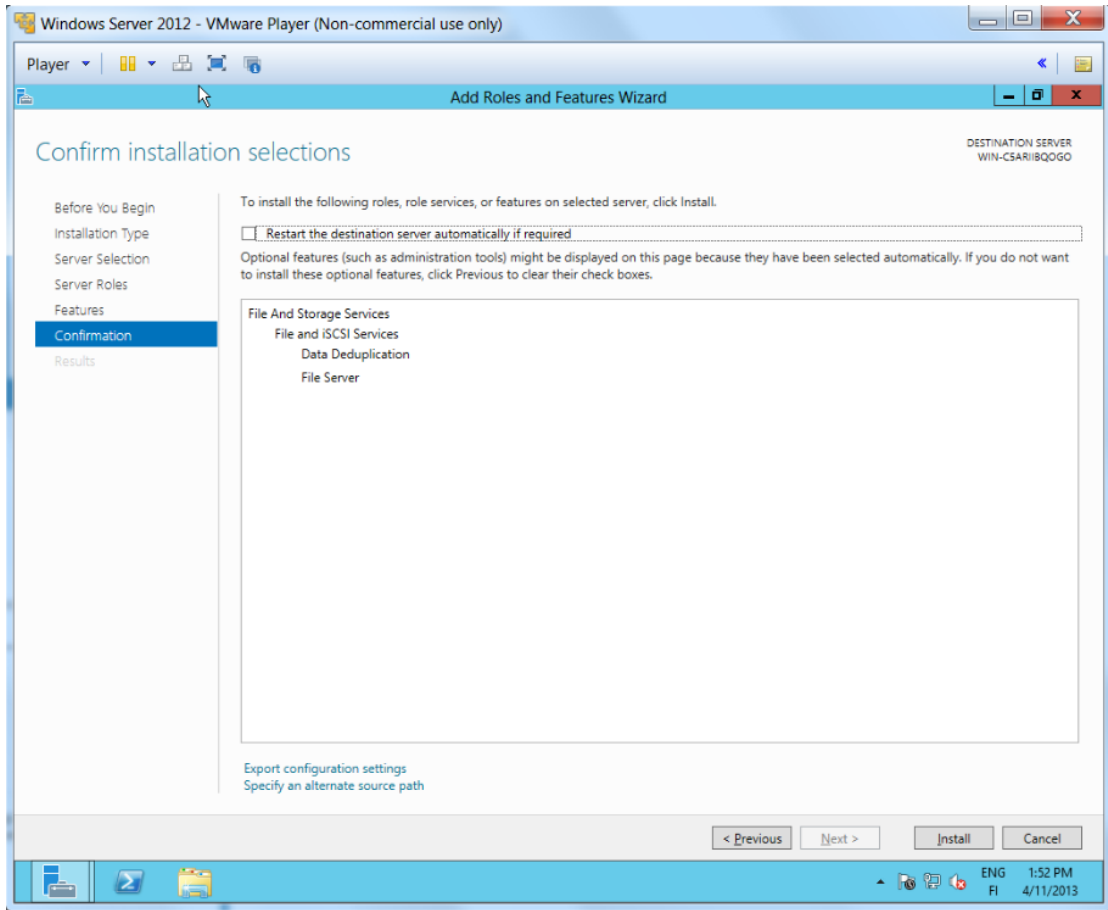 Windows Server 2012 - VMware Player (Non-commercial use only)
Player
Add Roles and Features Wizard
Confirm installation selections
DESTINATION SERVER
WIN-C5ARIIBQOGO
Before You Begin
Installation Type
Server Selection
Server Roles
Features
Confirmation
Results
To install the following roles, role services, or features on selected server, click Install.
Restart the destination server automatically if required
Optional features (such as administration tools) might be displayed on this page because they have been selected automatically. If you do not want
to install these optional features, click Previous to clear their check boxes.
File And Storage Services
File and iSCSI Services
Data Deduplication
File Server
Export configuration settings
Specify an alternate source path
< Previous
Next >
Install
Cancel
ENG
FI
1:52 PM
4/11/2013